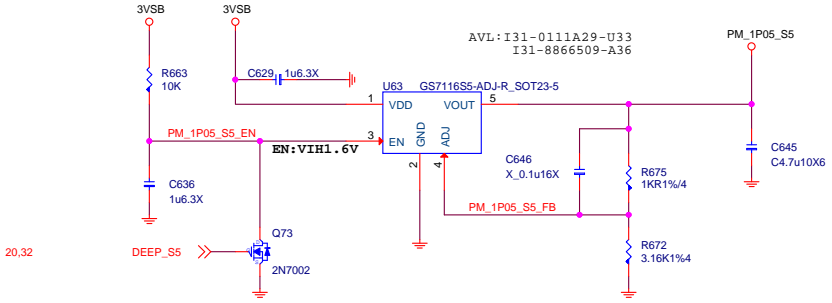 3VSB
3VSB
AVL:I31-0111A29-U33
I31-8866509-A36
PM_1P05_S5
R663
10K
C629
1u6.3X
U63
GS7116S5-ADJ-R_SOT23-5
1
VDD
VOUT
5
PM_1P05_S5_EN
3
EN
GND
ADJ
EN:VIH1.6V
2
4
C636
1u6.3X
C646
X_0.1u16X
R675
1KR1%/4
C645
C4.7u10X6
PM_1P05_S5_FB
Q73
2N7002
R672
3.16K1%4
20,32
DEEP_S5